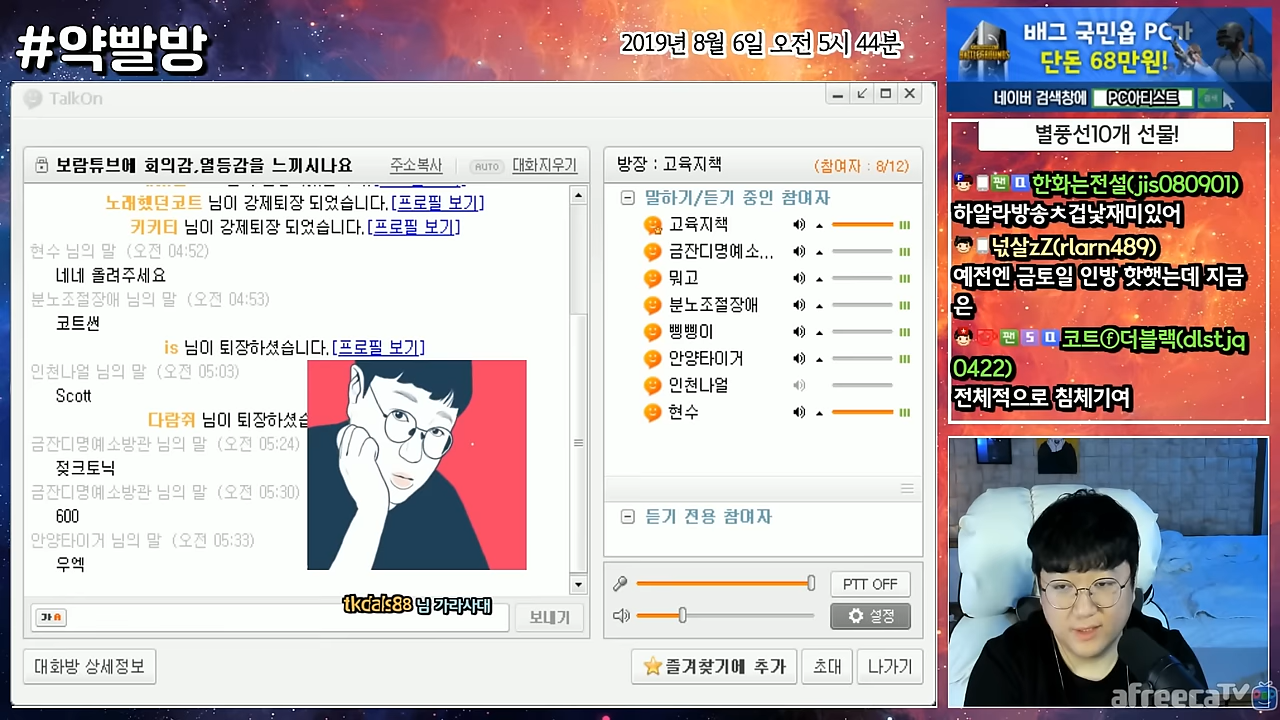 #약빨방
2019년 8월 6일 오전 5시 44분
배그 국민옵 PC가
단돈 68만원!
BATTLEGROUNDS
네이버 검색창에 PC아티스트 검색
TalkOn
보람튜브에 회의감,열등감을 느끼시나요 주소복사 AUTO 대화지우기
노래했던코트 님이 강제퇴장 되었습니다.[프로필 보기]
키키티 님이 강제퇴장 되었습니다.[프로필 보기]
현수 님의 말 (오전 04:52)
네네 올려주세요
분노조절장애 님의 말 (오전 04:53)
코트씬
is 님이 퇴장하셨습니다.[프로필 보기]
인천나얼 님의 말 (오전 05:03)
Scott
다람쥐 님이 퇴장하셨습
금잔디명예소방관 님의 말 (오전 05:24)
젖크토닉
금잔디명예소방관 님의 말 (오전 05:30)
600
안양타이거 님의 말 (오전 05:33)
우엑
tkdals88 님 가라사대
가
보내기
대화방 상세정보
방장 : 고육지책 (참여자 : 8/12)
말하기/듣기 중인 참여자
고육지책
금잔디명예소...
뭐고
분노조절장애
삥삥이
안양타이거
인천나얼
현수
듣기 전용 참여자
PTT OFF
설정
즐겨찾기에 추가 초대 나가기
별풍선10개 선물!
팬 한화는전설(jis080901)
하알라방송ㅊ겁낯재미있어
넋살zZ(rlarn489)
예전엔 금토일 인방 핫했는데 지금
은
팬 S 코트ⓕ더블랙(dlstjq
0422)
전체적으로 침체기여
afreecaTV